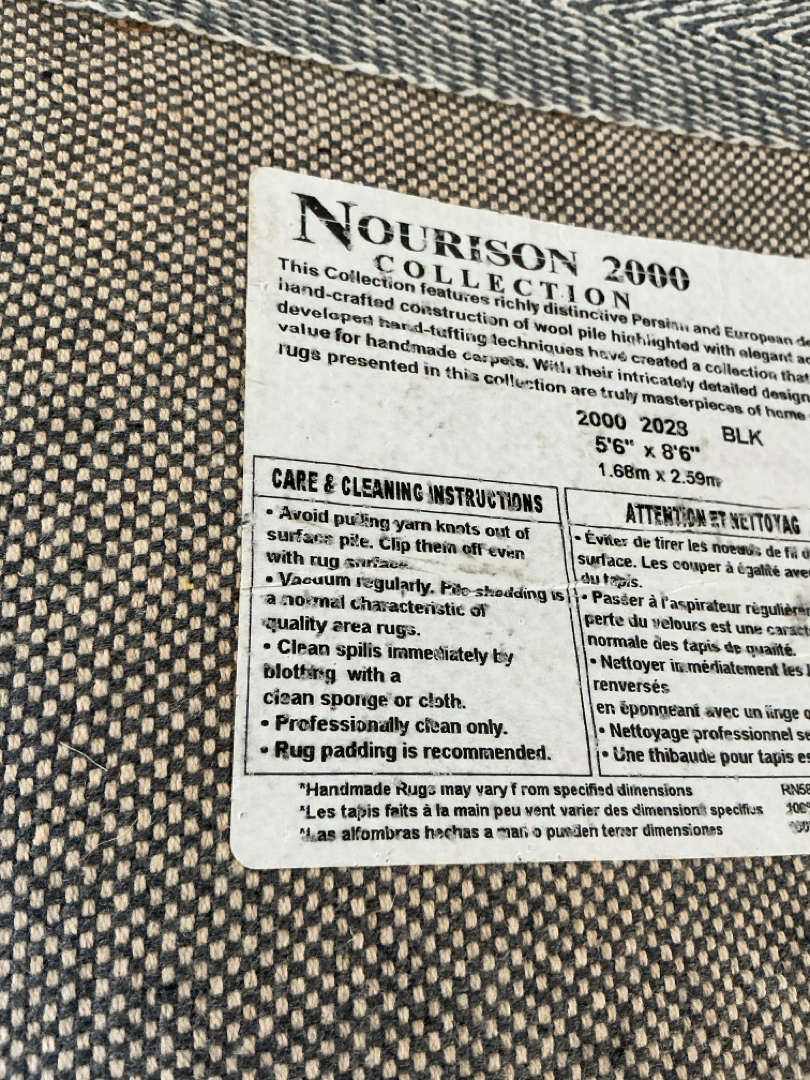 NOURISON 2000
COLLECTION
This Collection features richly distinctive Persian and European
hand-crafted construction of wool pile highlighted with elegant
developed hand-tufting techniques have created a collection that
value for handmade carpets. With their intricately detailed design
rugs presented in this collection are truly masterpieces of home
2000 2028 BLK
5'6" x 8'6"
1.68m x 2.59m
CARE & CLEANING INSTRUCTIONS
• Avoid pulling yarn knots out of
surface pile. Clip them off even
with rug surface
• Vacuum regularly. Pile shedding is
a normal characteristic of
quality area rugs.
• Clean spills immediately by
blotting with a
clean sponge or cloth.
• Professionally clean only.
• Rug padding is recommended.
ATTENTION ET NETTOYAG
• Éviter de tirer les noeuds de fil
surface. Les couper à égalité ave
du tapis.
• Passer à l'aspirateur régulière
perte du velours est une caract
normale des tapis de qualité.
• Nettoyer immédiatement les
renversés
en épongeant avec un linge
• Nettoyage professionnel se
• Une thibaude pour tapis es
*Handmade Rugs may vary f rom specified dimensions
*Les tapis faits à la main peu vent varier des dimensions specifius
*Las alfombras hechas a man o pueden tener dimensiones
RN58